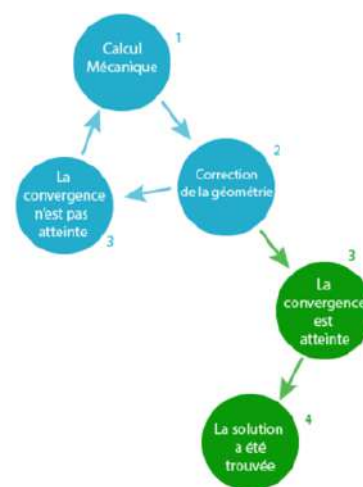 1
Calcul
Mécanique
2
Correction
de la géométrie
La
convergence
n'est pas
atteinte
3
3
La
convergence
est
atteinte
4
La solution
a été
trouvée